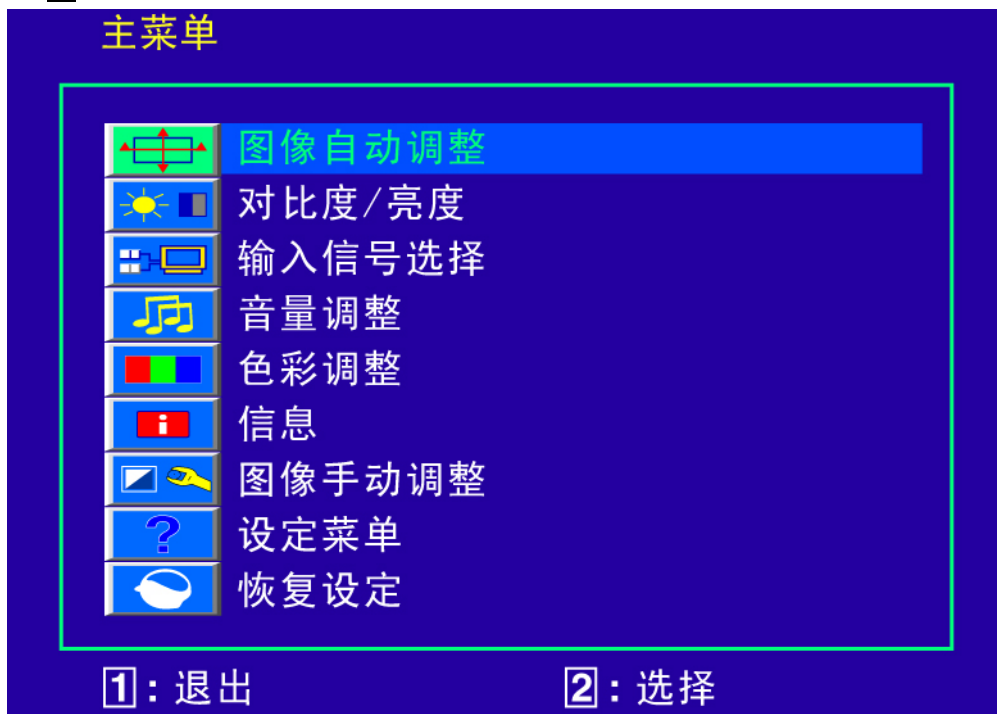 主菜单
图像自动调整
对比度/亮度
输入信号选择
音量调整
色彩调整
i 信息
图像手动调整
? 设定菜单
恢复设定
1:退出 2:选择